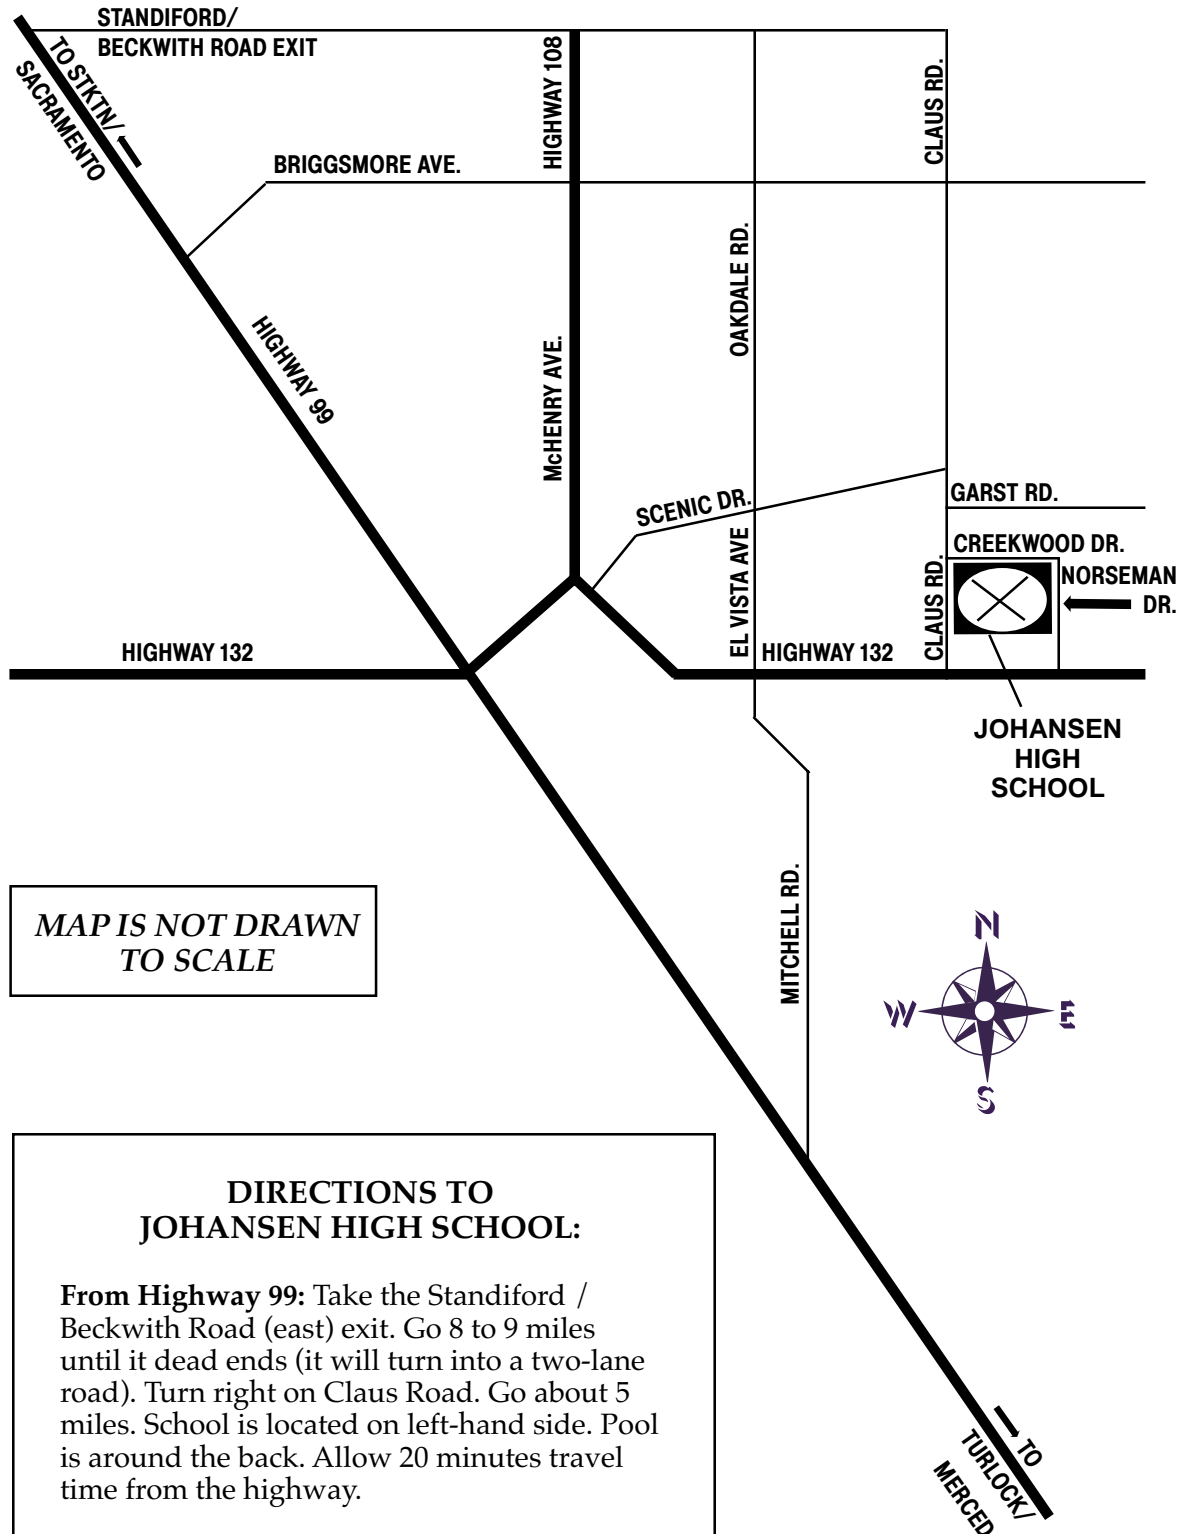 STANDIFORD/
BECKWITH ROAD EXIT
TO STKTN/
SACRAMENTO
HIGHWAY 108
CLAUS RD.
BRIGGSMORE AVE.
OAKDALE RD.
HIGHWAY 99
McHENRY AVE.
SCENIC DR.
GARST RD.
CREEKWOOD DR.
NORSEMAN
DR.
EL VISTA AVE
CLAUS RD.
HIGHWAY 132
HIGHWAY 132
JOHANSEN
HIGH
SCHOOL
MITCHELL RD.
MAP IS NOT DRAWN
TO SCALE
N
W
E
S
DIRECTIONS TO
JOHANSEN HIGH SCHOOL:
From Highway 99: Take the Standiford /
Beckwith Road (east) exit. Go 8 to 9 miles
until it dead ends (it will turn into a two-lane
road). Turn right on Claus Road. Go about 5
miles. School is located on left-hand side. Pool
is around the back. Allow 20 minutes travel
time from the highway.
TO
TURLOCK/
MERCED